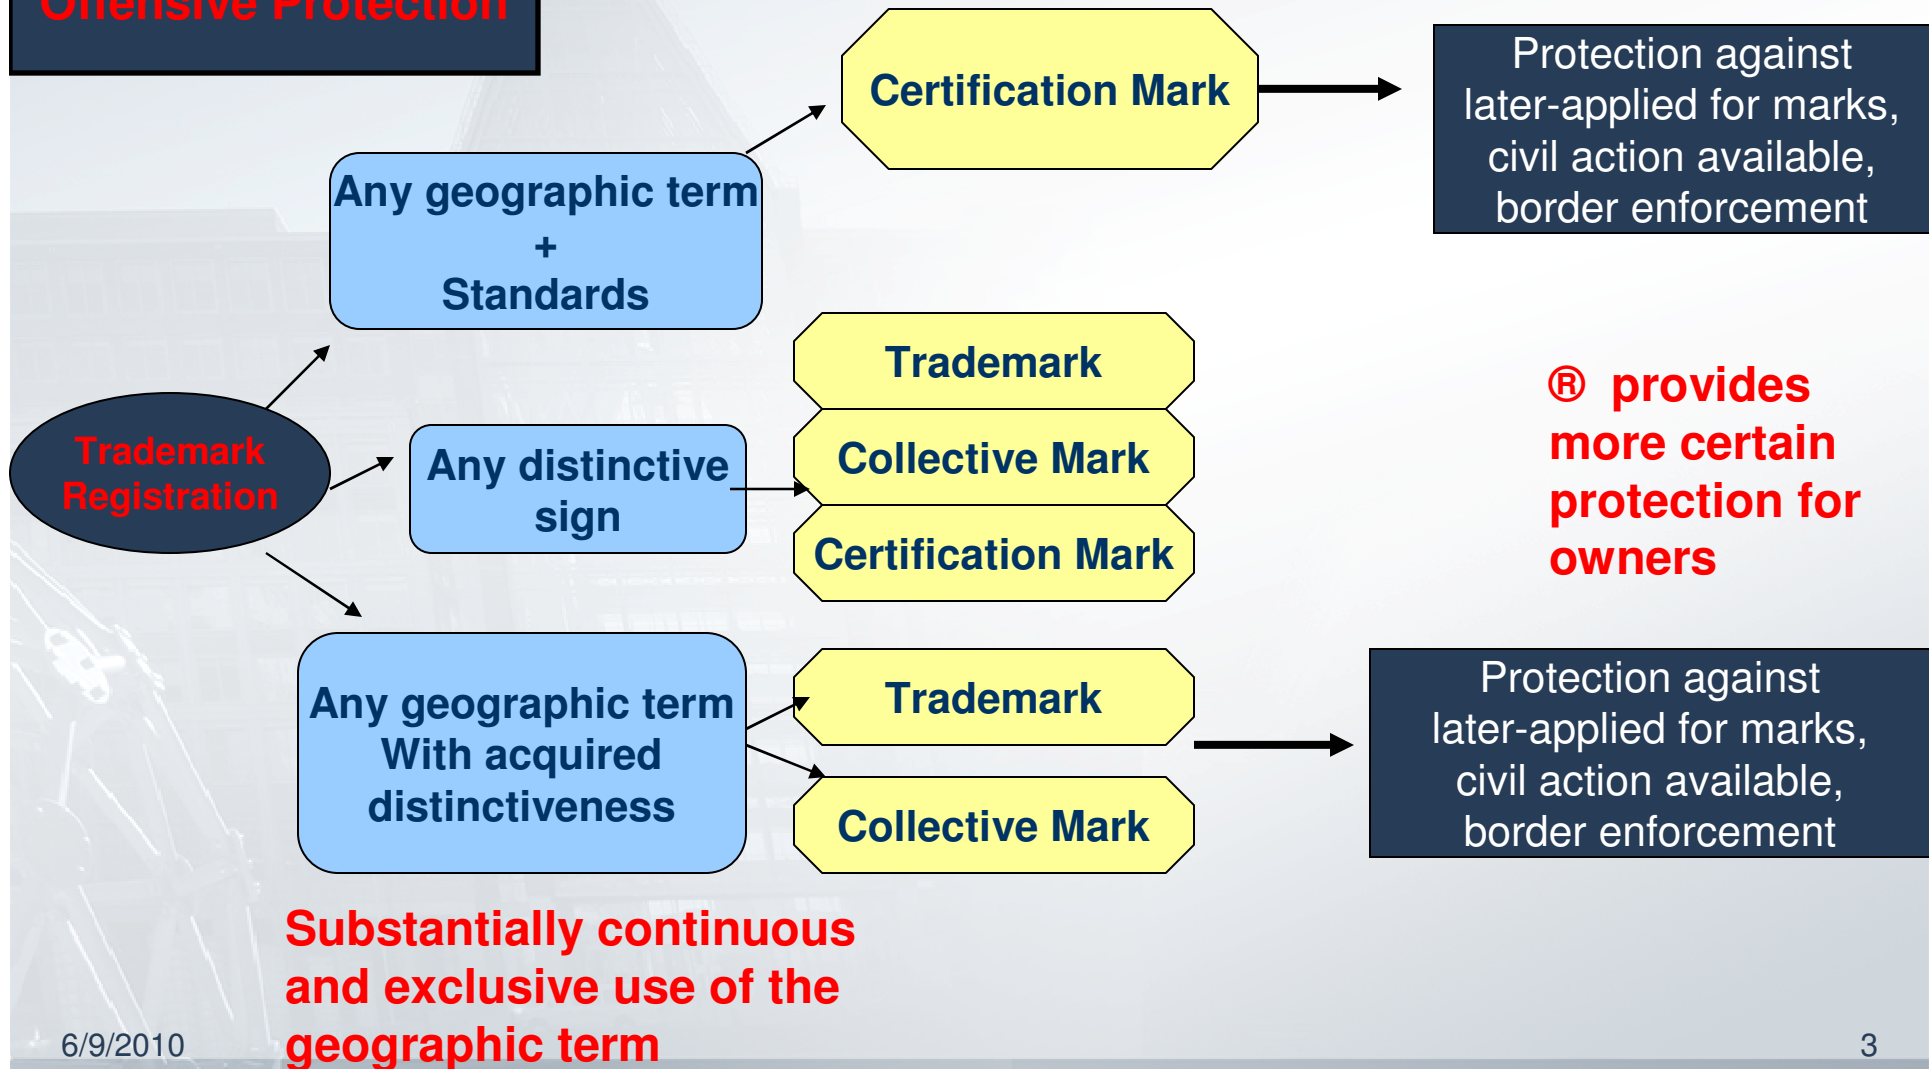 Offensive Protection
Certification Mark
Protection against
later-applied for marks,
civil action available,
border enforcement
Any geographic term
+
Standards
Trademark
Registration
Any distinctive
sign
Trademark
Collective Mark
Certification Mark
® provides
more certain
protection for
owners
Any geographic term
With acquired
distinctiveness
Trademark
Collective Mark
Protection against
later-applied for marks,
civil action available,
border enforcement
Substantially continuous
and exclusive use of the
geographic term
6/9/2010
3